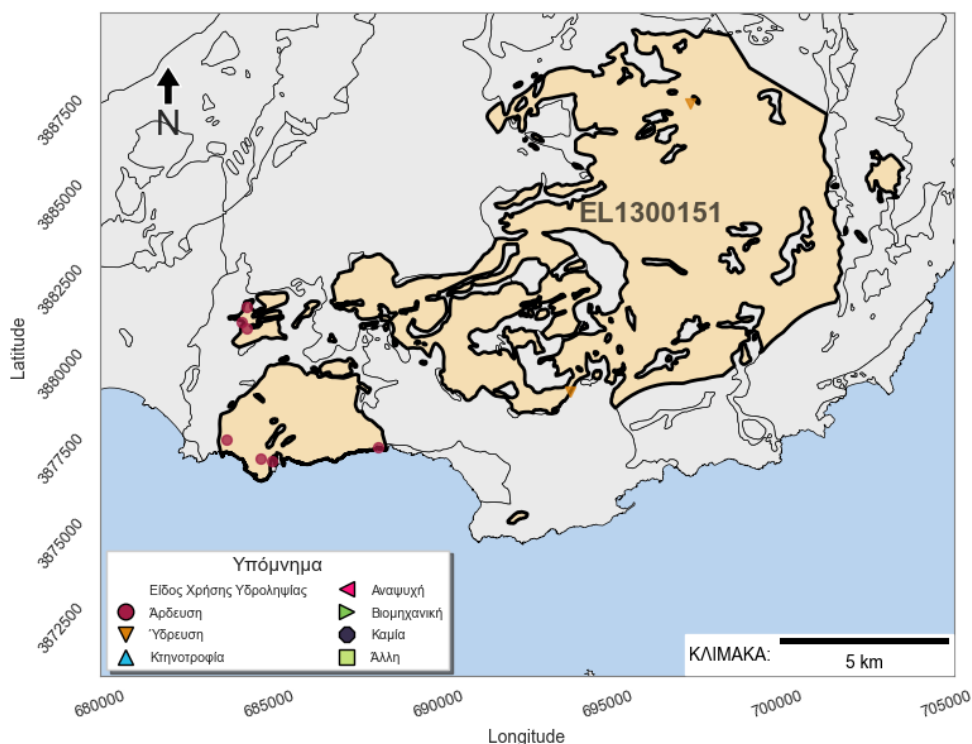 N
EL1300151
3887500
3885000
3882500
3880000
3877500
3875000
3872500
Latitude
Υπόμνημα
Είδος Χρήσης Υδροληψίας
Άρδευση
Ύδρευση
Κτηνοτροφία
Αναψυχή
Βιομηχανική
Καμία
Άλλη
ΚΛΙΜΑΚΑ:
5 km
680000
685000
690000
695000
700000
705000
Longitude